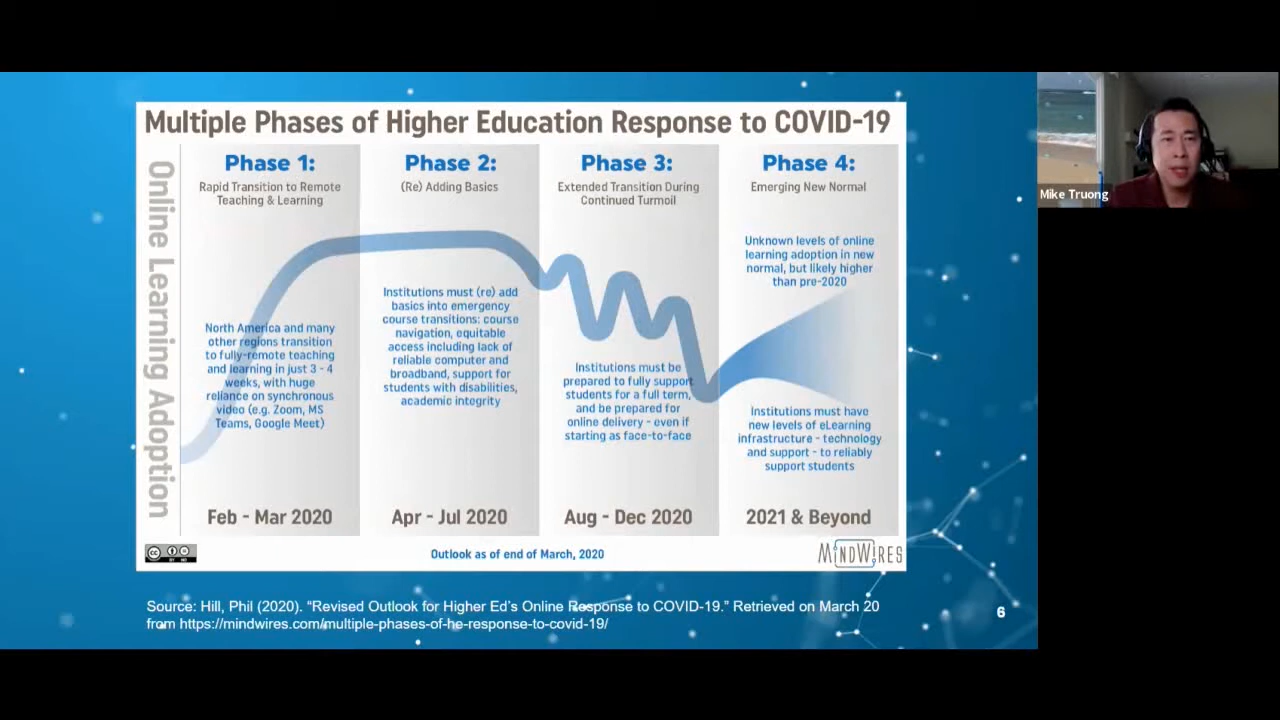 Multiple Phases of Higher Education Response to COVID-19
Online Learning Adoption
Phase 1:
Rapid Transition to Remote
Teaching & Learning
North America and many
other regions transition
to fully-remote teaching
and learning in just 3 - 4
weeks, with huge
reliance on synchronous
video (e.g. Zoom, MS
Teams, Google Meet)
Feb - Mar 2020
Phase 2:
(Re) Adding Basics
Institutions must (re) add
basics into emergency
course transitions: course
navigation, equitable
access including lack of
reliable computer and
broadband, support for
students with disabilities,
academic integrity
Apr - Jul 2020
Phase 3:
Extended Transition During
Continued Turmoil
Institutions must be
prepared to fully support
students for a full term,
and be prepared for
online delivery - even if
starting as face-to-face
Aug - Dec 2020
Phase 4:
Emerging New Normal
Unknown levels of online
learning adoption in new
normal, but likely higher
than pre-2020
Institutions must have
new levels of eLearning
infrastructure - technology
and support - to reliably
support students
2021 & Beyond
cc
Outlook as of end of March, 2020
MINDWIRES
Source: Hill, Phil (2020). “Revised Outlook for Higher Ed’s Online Response to COVID-19.” Retrieved on March 20
from https://mindwires.com/multiple-phases-of-he-response-to-covid-19/
6
Mike Truong